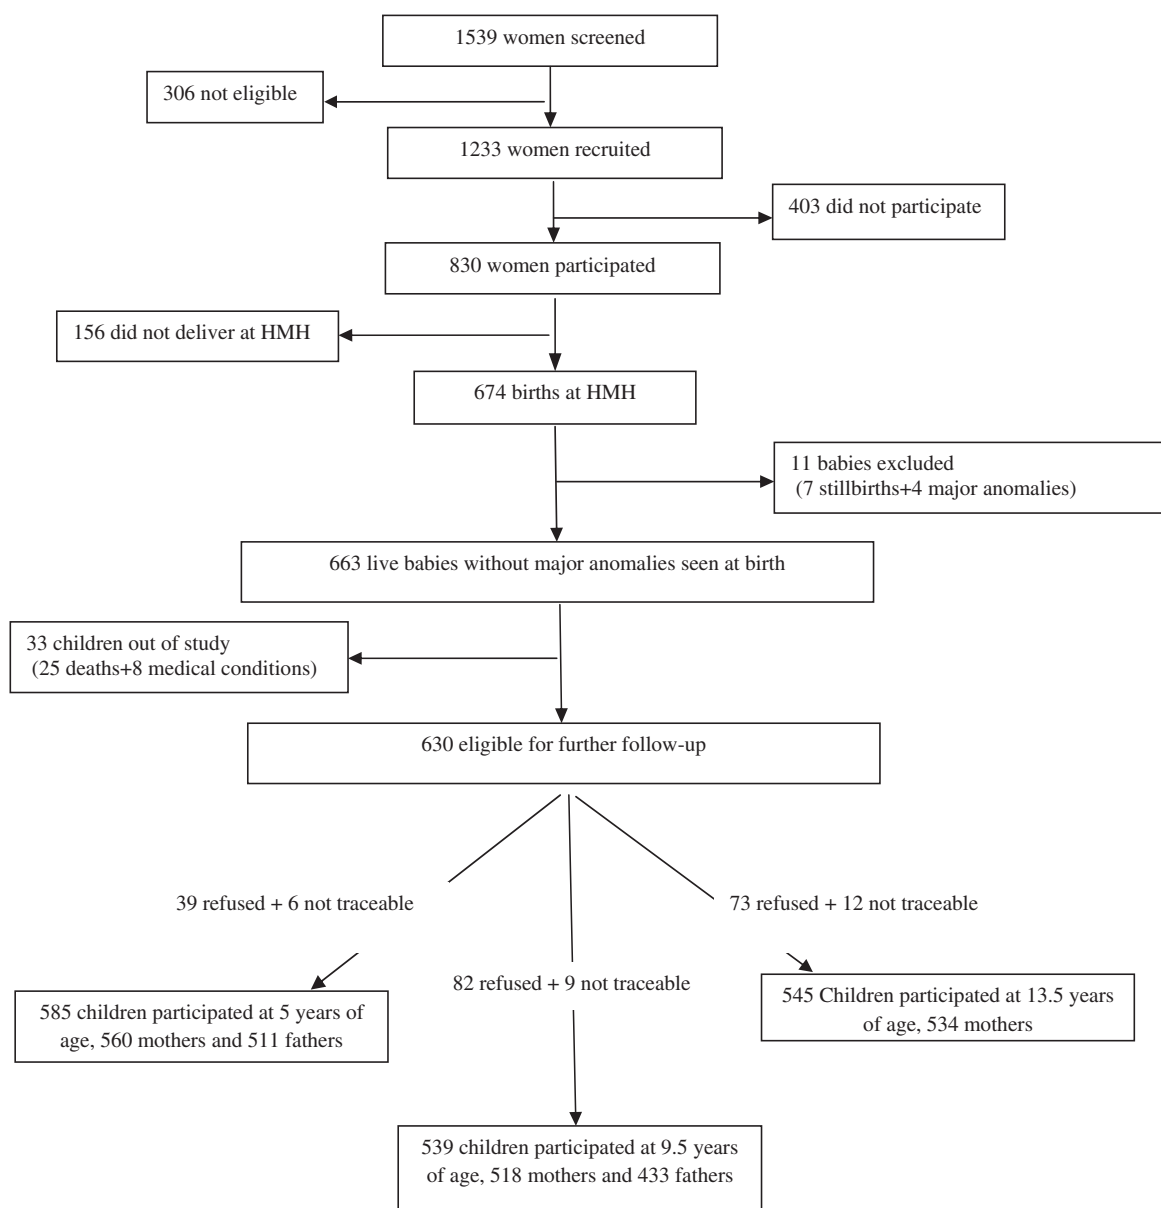 1539 women screened
306 not eligible
1233 women recruited
403 did not participate
830 women participated
156 did not deliver at HMH
674 births at HMH
11 babies excluded
(7 stillbirths+4 major anomalies)
663 live babies without major anomalies seen at birth
33 children out of study
(25 deaths+8 medical conditions)
630 eligible for further follow-up
39 refused + 6 not traceable
73 refused + 12 not traceable
82 refused + 9 not traceable
585 children participated at 5 years of
age, 560 mothers and 511 fathers
545 Children participated at 13.5 years
of age, 534 mothers
539 children participated at 9.5 years
of age, 518 mothers and 433 fathers